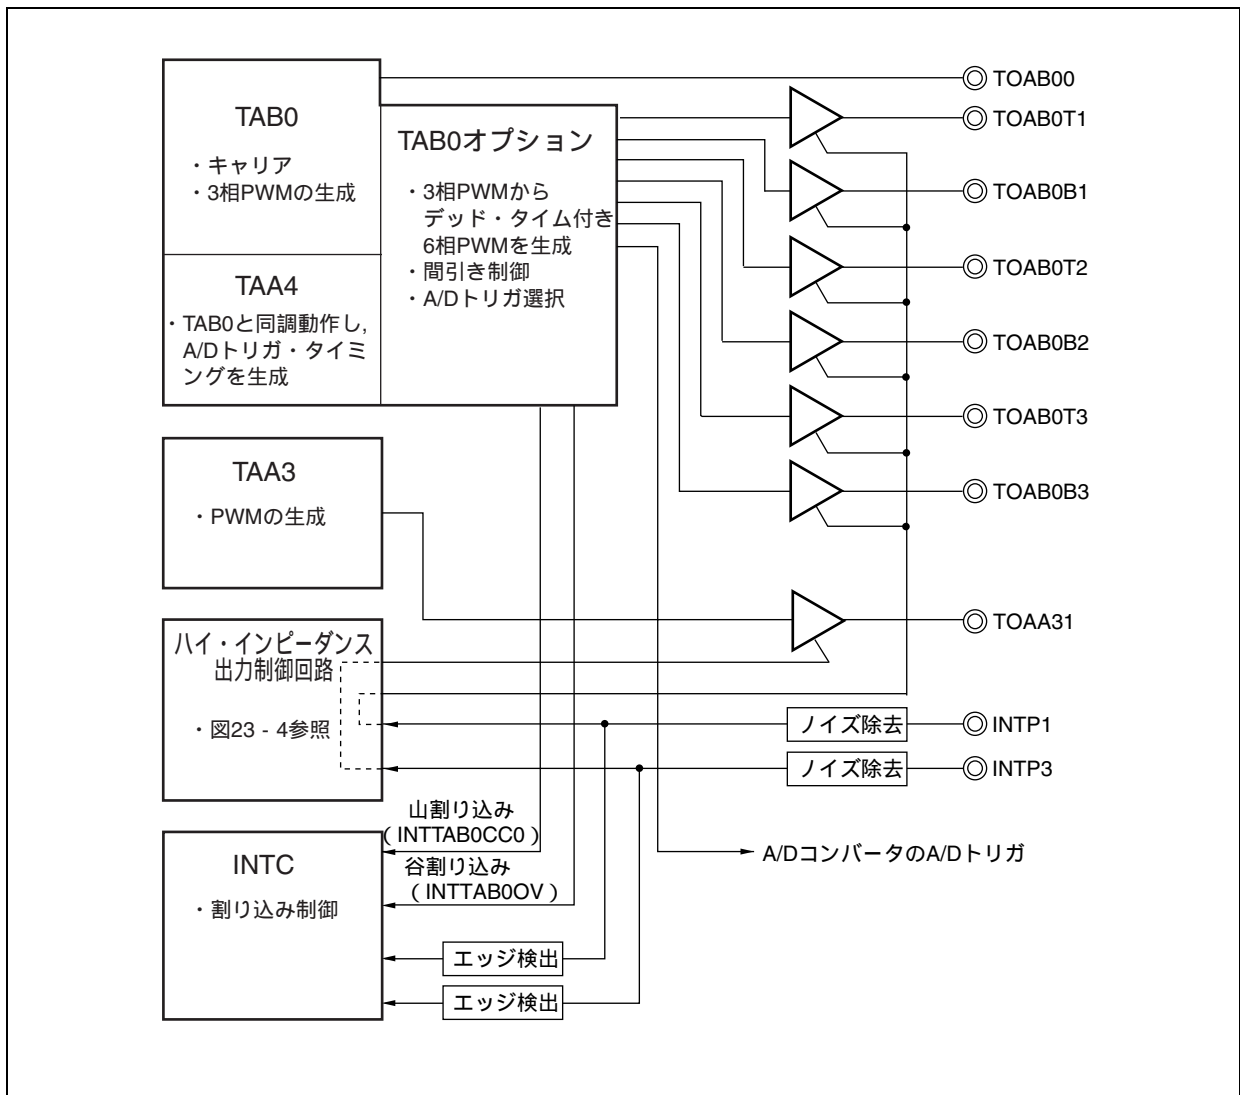 TAB0
・キャリア
・3相PWMの生成
TAB0オプション
・3相PWMから
デッド・タイム付き
6相PWMを生成
・間引き制御
・A/Dトリガ選択
TAA4
・TAB0と同調動作し,
A/Dトリガ・タイミ
ングを生成
TOAB00
TOAB0T1
TOAB0B1
TOAB0T2
TOAB0B2
TOAB0T3
TOAB0B3
TAA3
・PWMの生成
TOAA31
ハイ・インピーダンス
出力制御回路
・図23 - 4参照
ノイズ除去
INTP1
ノイズ除去
INTP3
山割り込み
(INTTAB0CC0)
A/DコンバータのA/Dトリガ
INTC
・割り込み制御
谷割り込み
(INTTAB0OV)
エッジ検出
エッジ検出